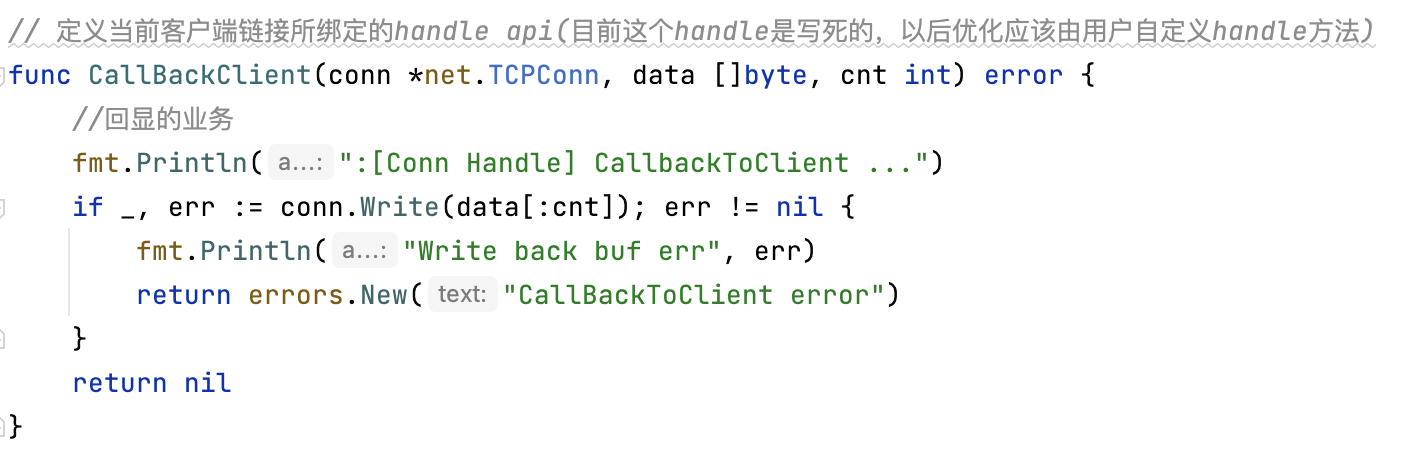 // 定义当前客户端链接所绑定的handle api(目前这个handle是写死的，以后优化应该由用户自定义handle方法)
func CallBackClient(conn *net.TCPConn, data []byte, cnt int) error {
    //回显的业务
    fmt.Println( a...: ":[Conn Handle] CallbackToClient ...")
    if _, err := conn.Write(data[:cnt]); err != nil {
        fmt.Println( a...: "Write back buf err", err)
        return errors.New( text: "CallBackToClient error")
    }
    return nil
}